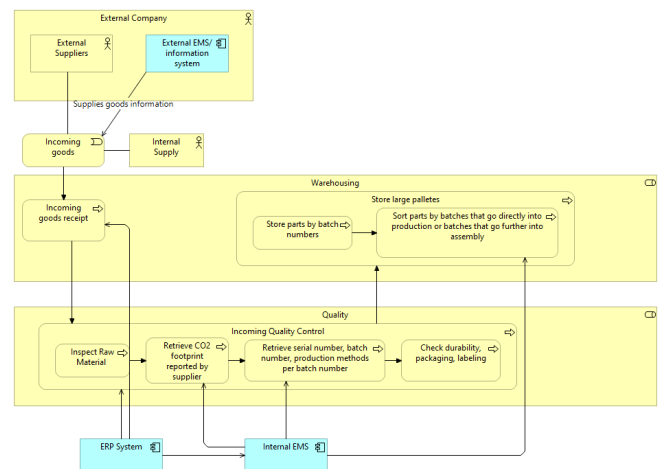 External Company
External
Suppliers
External EMS/
information
system
Supplies goods information
Incoming
goods
Internal
Supply
Warehousing
Incoming
goods receipt
Store large palletes
Store parts by batch
numbers
Sort parts by batches that go directly into
production or batches that go further into
assembly
Quality
Incoming Quality Control
Inspect Raw
Material
Retrieve CO2
footprint
reported by
supplier
Retrieve serial number, batch
number, production methods
per batch number
Check durability,
packaging, labeling
ERP System
Internal EMS